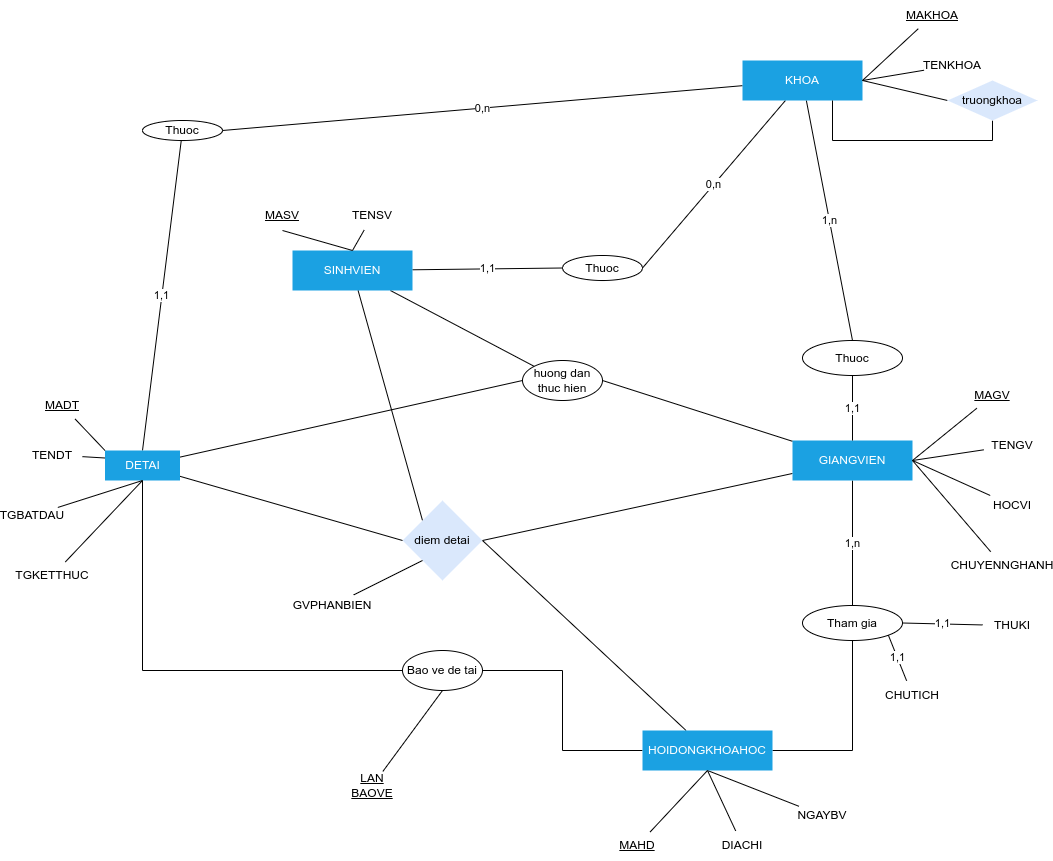 MAKHOA
TENKHOA
KHOA
truongkhoa
0,n
Thuoc
0,n
MASV
TENSV
1,n
SINHVIEN
1,1
Thuoc
1,1
Thuoc
huong dan
thuc hien
MAGV
MADT
1,1
TENGV
TENDT
DETAI
GIANGVIEN
HOCVI
TGBATDAU
diem detai
1,n
CHUYENNGHANH
TGKETTHUC
GVPHANBIEN
Tham gia
1,1
THUKI
1,1
Bao ve de tai
CHUTICH
HOIDONGKHOAHOC
LAN
BAOVE
NGAYBV
MAHD
DIACHI